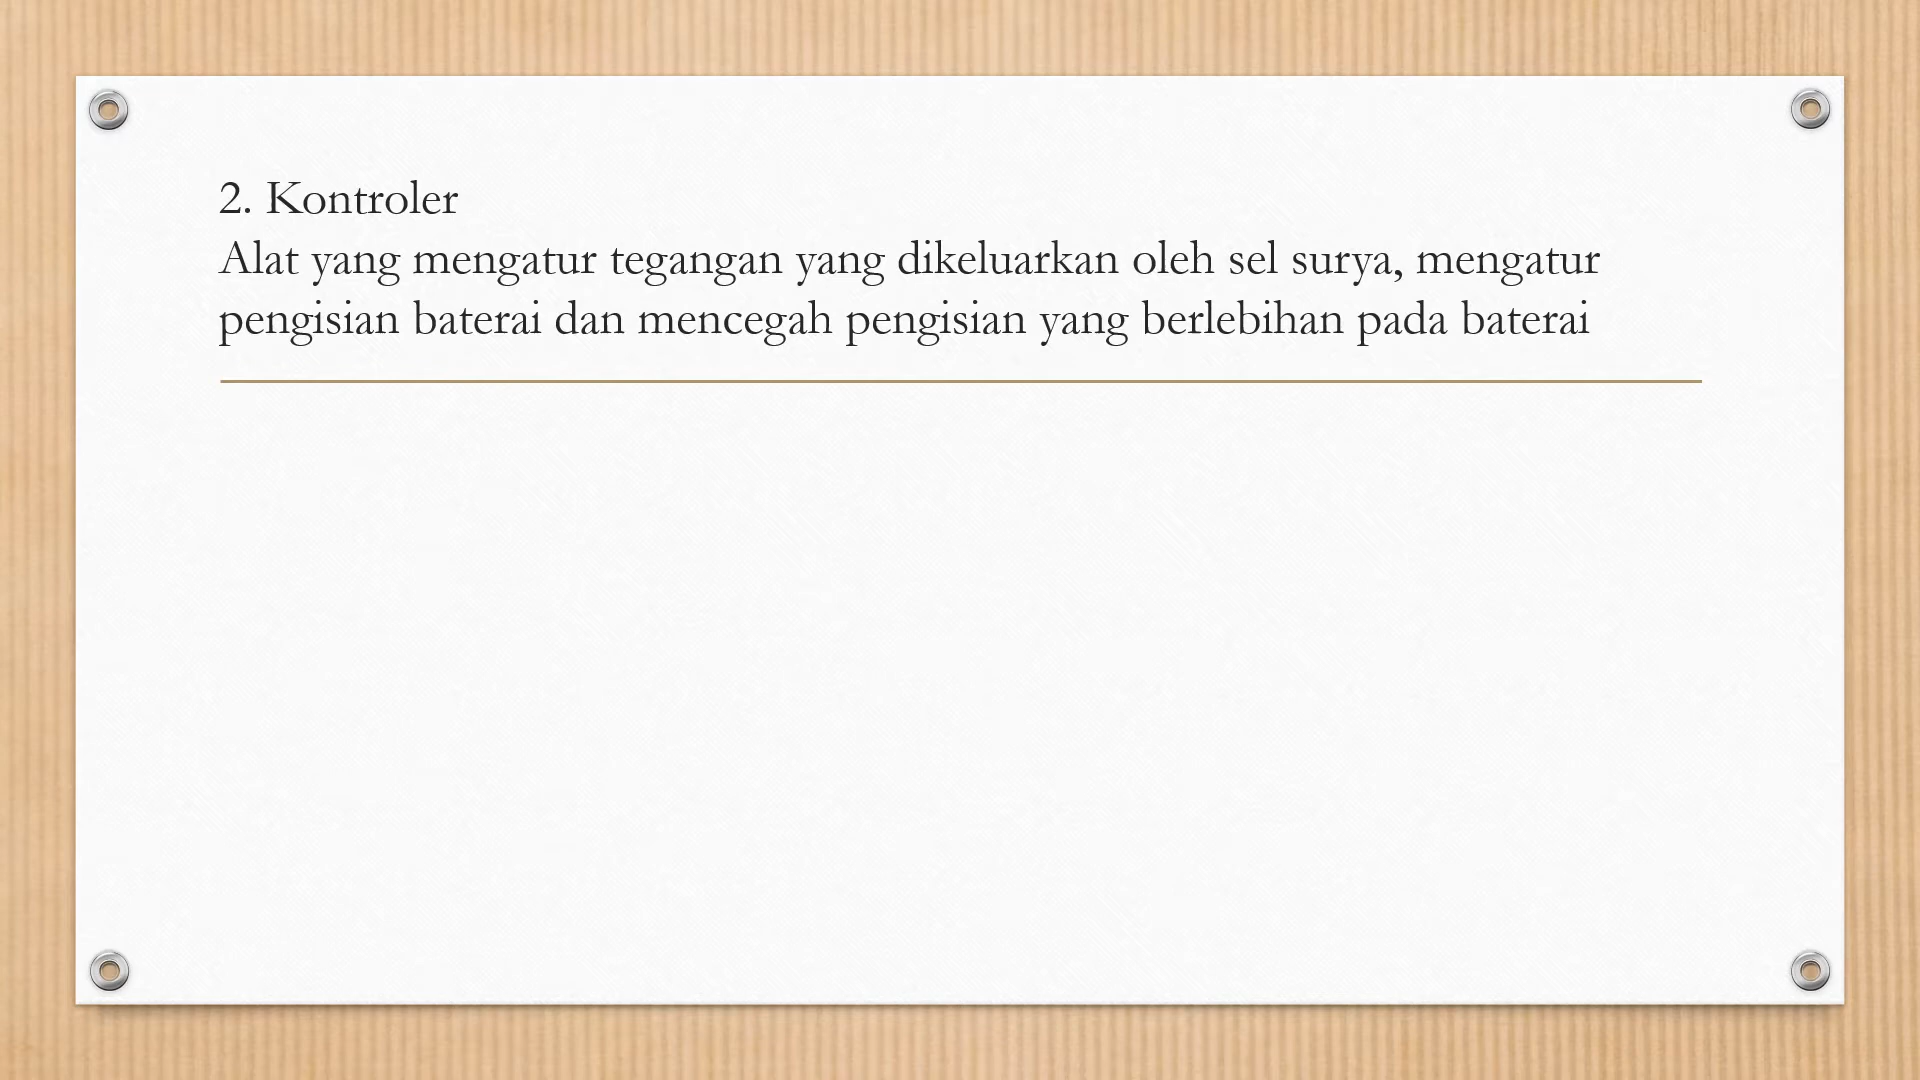 2. Kontroler
Alat yang mengatur tegangan yang dikeluarkan oleh sel surya, mengatur
pengisian baterai dan mencegah pengisian yang berlebihan pada baterai